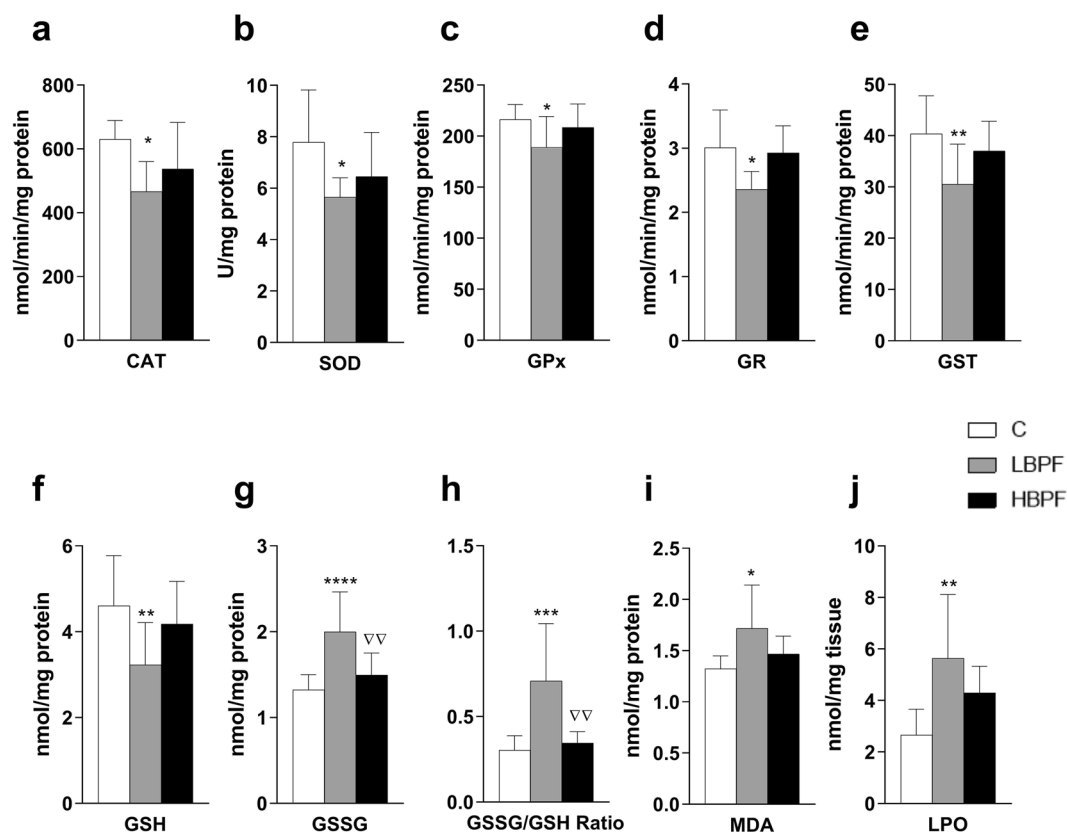 a b c d e
nmol/min/mg protein
800
600
400
200
0
*
CAT
U/mg protein
10
8
6
4
2
0
*
SOD
nmol/min/mg protein
250
200
150
100
50
0
*
GPx
nmol/min/mg protein
4
3
2
1
0
*
GR
nmol/min/mg protein
50
40
30
20
10
0
**
GST
C
LBPF
HBPF
f g h i j
nmol/mg protein
6
4
2
0
**
GSH
nmol/mg protein
3
2
1
0
****
∇∇
GSSG
1.5
1.0
0.5
0.0
***
∇∇
GSSG/GSH Ratio
nmol/mg protein
2.5
2.0
1.5
1.0
0.5
0.0
*
MDA
nmol/mg tissue
10
8
6
4
2
0
**
LPO